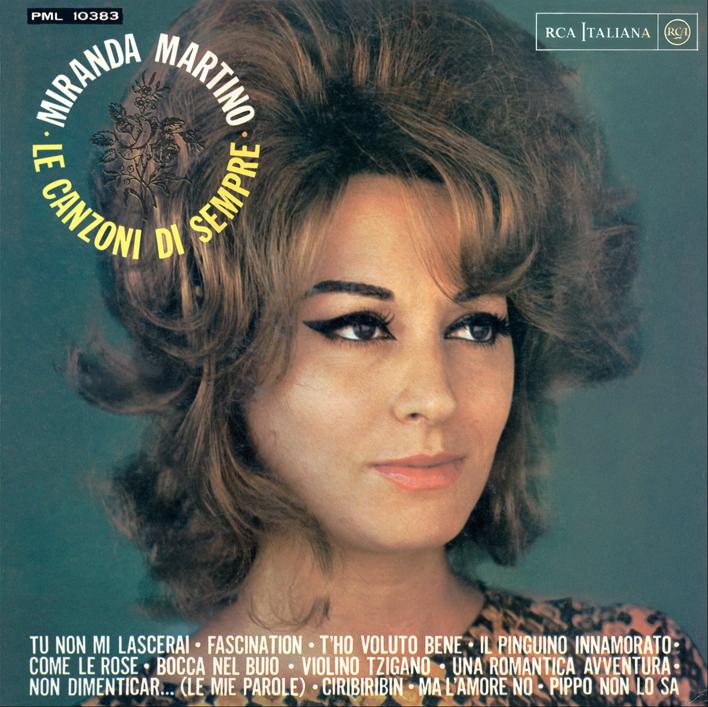 PML 10383
RCA ITALIANA RCA
MIRANDA MARTINO
· LE CANZONI DI SEMPRE ·
TU NON MI LASCERAI · FASCINATION · T'HO VOLUTO BENE · IL PINGUINO INNAMORATO ·
COME LE ROSE · BOCCA NEL BUIO · VIOLINO TZIGANO · UNA ROMANTICA AVVENTURA ·
NON DIMENTICAR... (LE MIE PAROLE) · CIRIBIRIBIN · MA L'AMORE NO · PIPPO NON LO SA